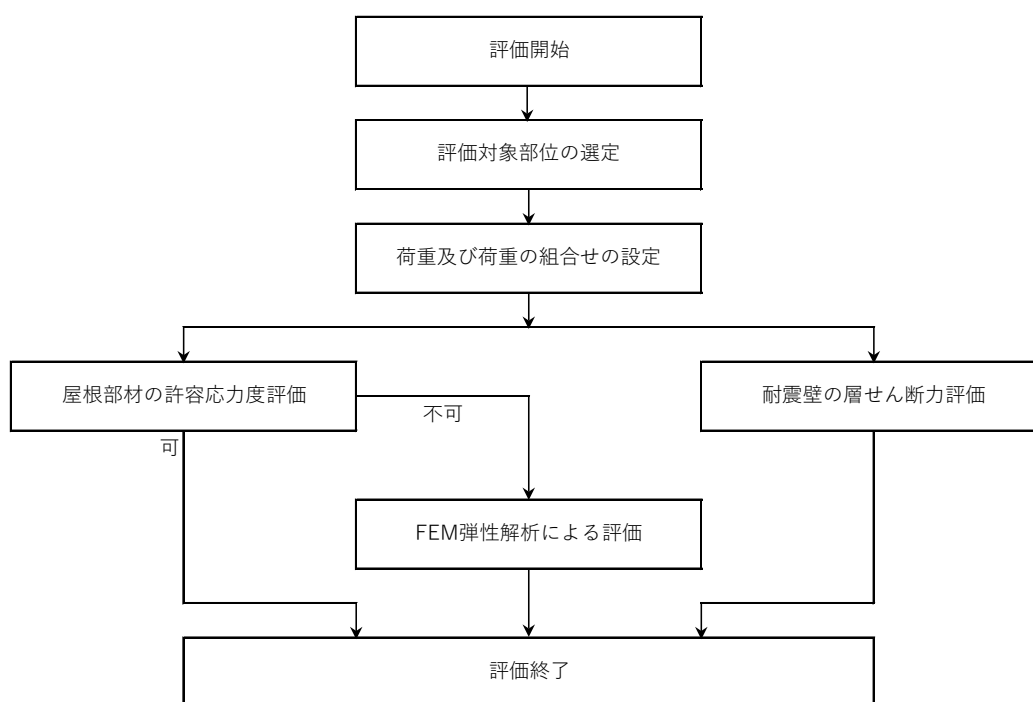 評価開始
評価対象部位の選定
荷重及び荷重の組合せの設定
屋根部材の許容応力度評価
耐震壁の層せん断力評価
不可
可
FEM弾性解析による評価
評価終了